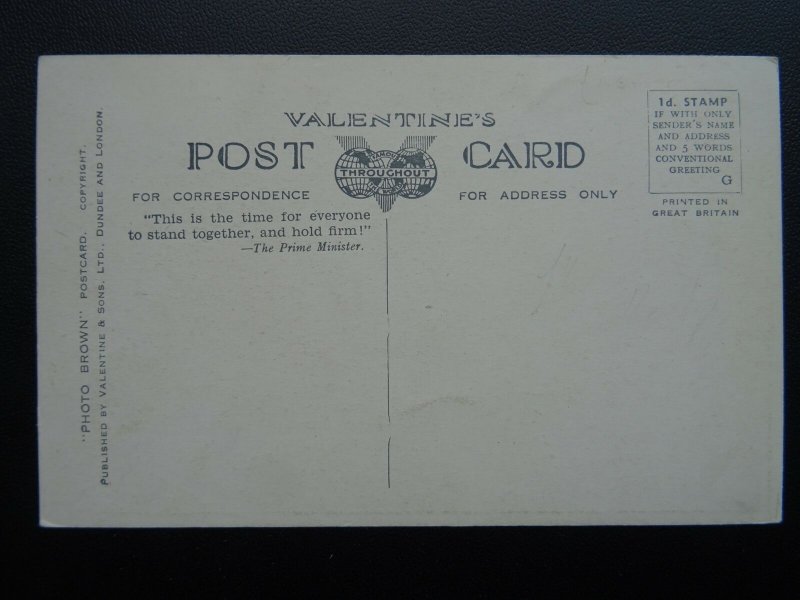 VALENTINE'S
POST CARD
THROUGHOUT
THE WORLD
FOR CORRESPONDENCE
FOR ADDRESS ONLY
"This is the time for everyone
to stand together, and hold firm!"
—The Prime Minister.
1d. STAMP
IF WITH ONLY
SENDER'S NAME
AND ADDRESS
AND 5 WORDS
CONVENTIONAL
GREETING
G
PRINTED IN
GREAT BRITAIN
"PHOTO BROWN" POSTCARD. COPYRIGHT.
PUBLISHED BY VALENTINE & SONS, LTD., DUNDEE AND LONDON.